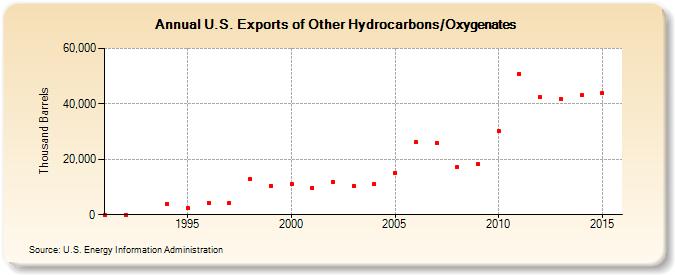 Annual U.S. Exports of Other Hydrocarbons/Oxygenates
Thousand Barrels
60,000
40,000
20,000
0
1995 2000 2005 2010 2015
Source: U.S. Energy Information Administration